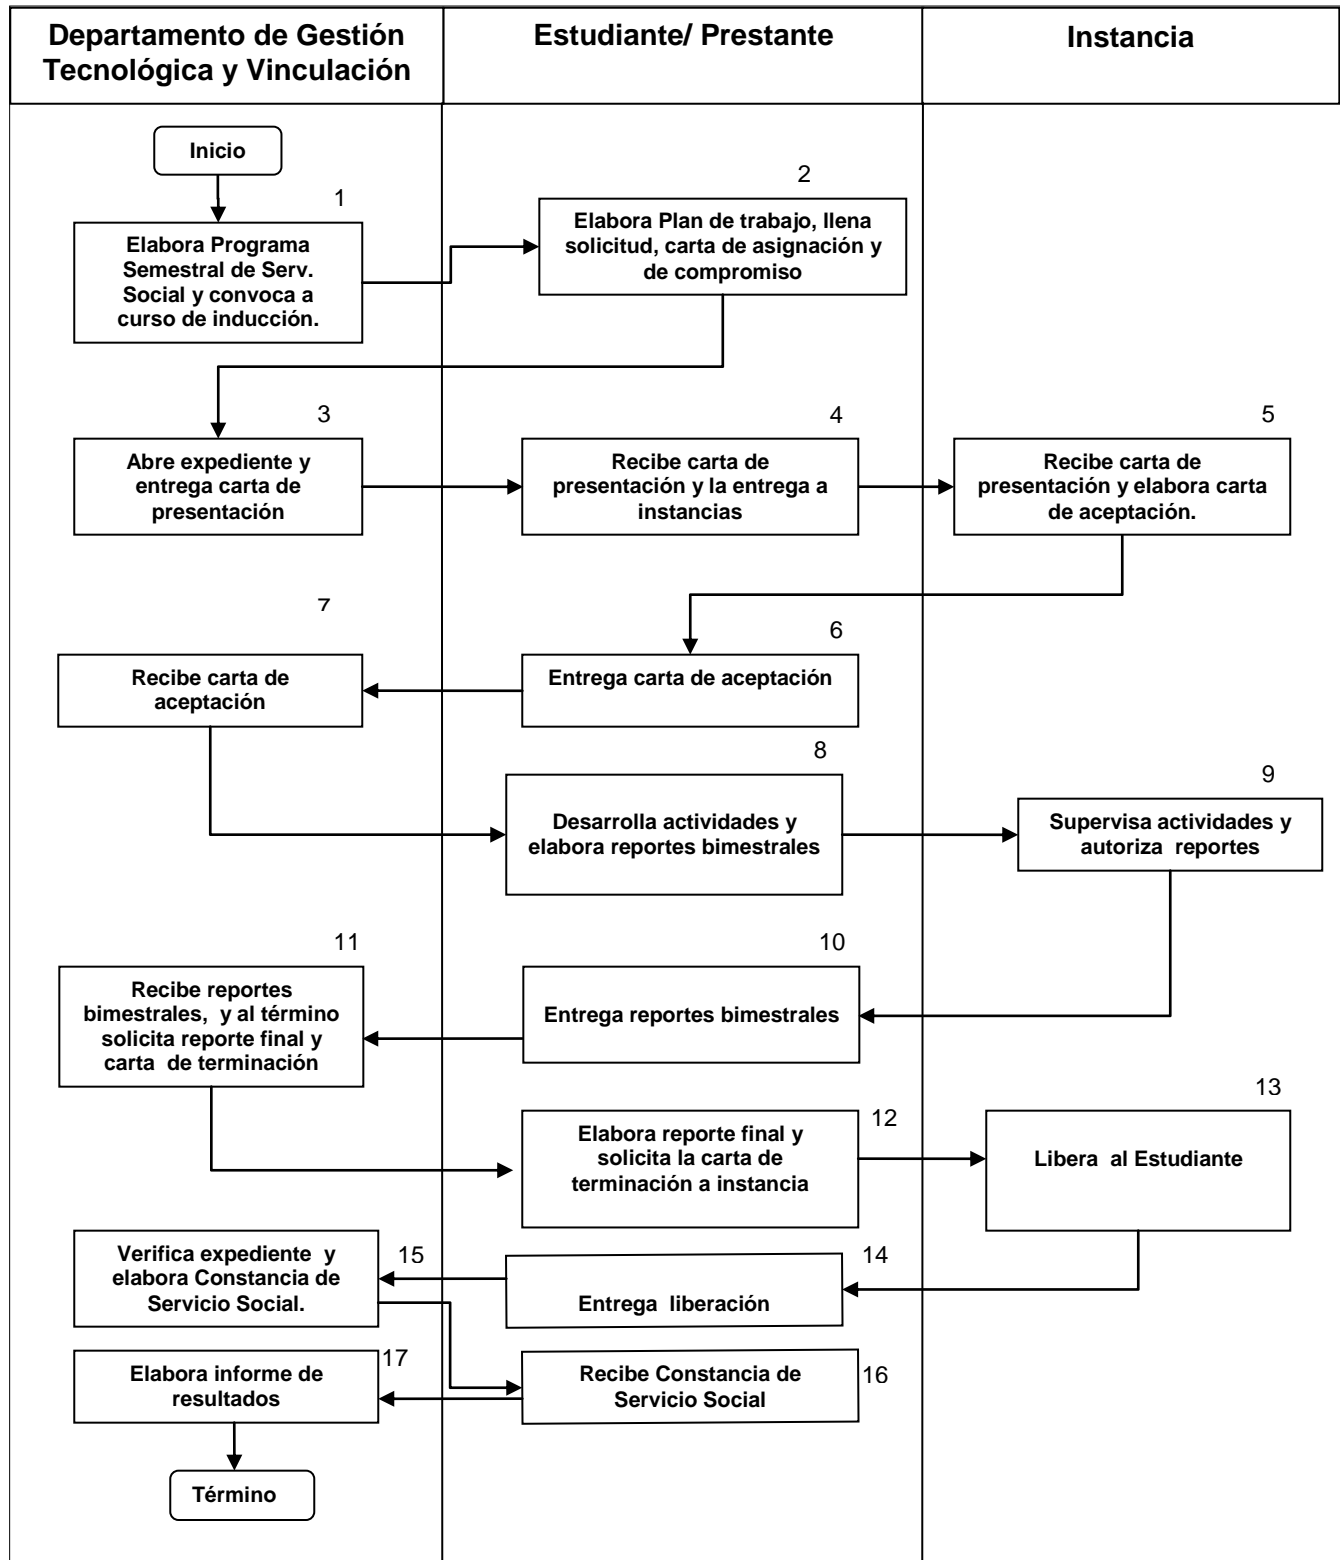 Departamento de Gestión
Tecnológica y Vinculación
Estudiante/ Prestante
Instancia
Inicio
1
Elabora Programa
Semestral de Serv.
Social y convoca a
curso de inducción.
2
Elabora Plan de trabajo, llena
solicitud, carta de asignación y
de compromiso
3
Abre expediente y
entrega carta de
presentación
4
Recibe carta de
presentación y la entrega a
instancias
5
Recibe carta de
presentación y elabora carta
de aceptación.
6
Entrega carta de aceptación
7
Recibe carta de
aceptación
8
Desarrolla actividades y
elabora reportes bimestrales
9
Supervisa actividades y
autoriza reportes
10
Entrega reportes bimestrales
11
Recibe reportes
bimestrales, y al término
solicita reporte final y
carta de terminación
12
Elabora reporte final y
solicita la carta de
terminación a instancia
13
Libera al Estudiante
14
Entrega liberación
15
Verifica expediente y
elabora Constancia de
Servicio Social.
16
Recibe Constancia de
Servicio Social
17
Elabora informe de
resultados
Término